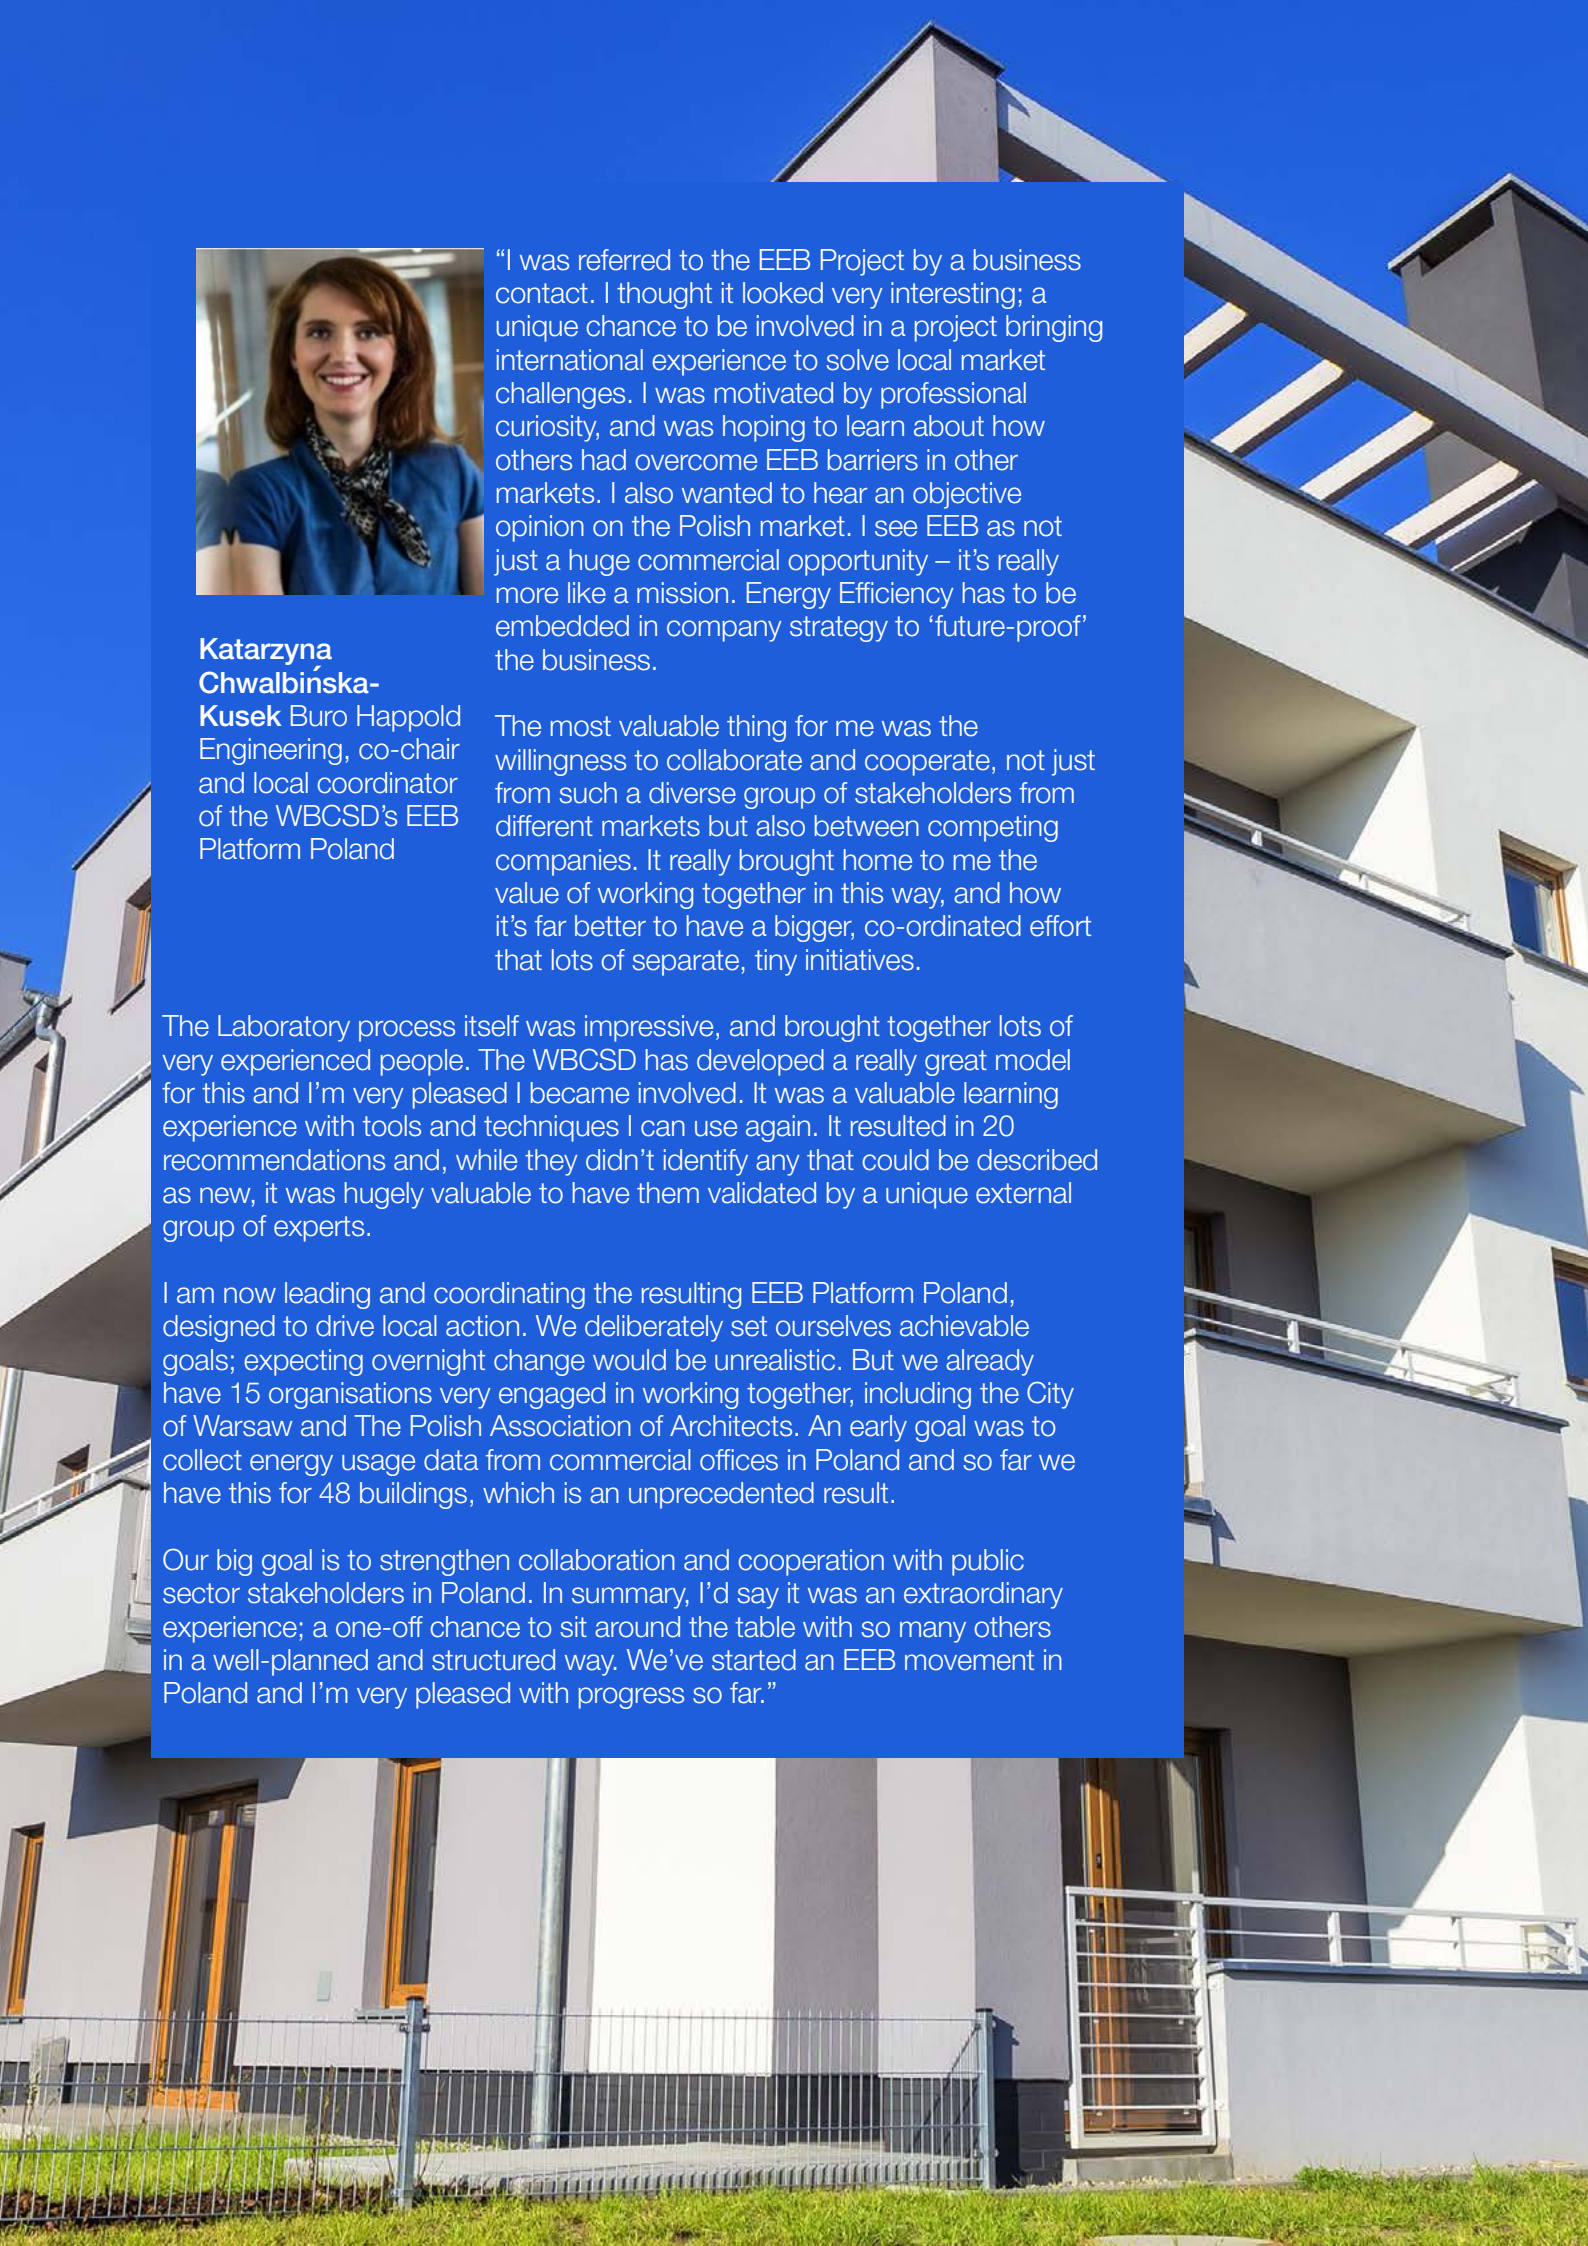 “I was referred to the EEB Project by a business
contact. I thought it looked very interesting; a
unique chance to be involved in a project bringing
international experience to solve local market
challenges. I was motivated by professional
curiosity, and was hoping to learn about how
others had overcome EEB barriers in other
markets. I also wanted to hear an objective
opinion on the Polish market. I see EEB as not
just a huge commercial opportunity – it’s really
more like a mission. Energy Efficiency has to be
embedded in company strategy to ‘future-proof’
the business.
Katarzyna
Chwalbińska-
Kusek Buro Happold
Engineering, co-chair
and local coordinator
of the WBCSD’s EEB
Platform Poland
The most valuable thing for me was the
willingness to collaborate and cooperate, not just
from such a diverse group of stakeholders from
different markets but also between competing
companies. It really brought home to me the
value of working together in this way, and how
it’s far better to have a bigger, co-ordinated effort
that lots of separate, tiny initiatives.
The Laboratory process itself was impressive, and brought together lots of
very experienced people. The WBCSD has developed a really great model
for this and I’m very pleased I became involved. It was a valuable learning
experience with tools and techniques I can use again. It resulted in 20
recommendations and, while they didn’t identify any that could be described
as new, it was hugely valuable to have them validated by a unique external
group of experts.
I am now leading and coordinating the resulting EEB Platform Poland,
designed to drive local action. We deliberately set ourselves achievable
goals; expecting overnight change would be unrealistic. But we already
have 15 organisations very engaged in working together, including the City
of Warsaw and The Polish Association of Architects. An early goal was to
collect energy usage data from commercial offices in Poland and so far we
have this for 48 buildings, which is an unprecedented result.
Our big goal is to strengthen collaboration and cooperation with public
sector stakeholders in Poland. In summary, I’d say it was an extraordinary
experience; a one-off chance to sit around the table with so many others
in a well-planned and structured way. We’ve started an EEB movement in
Poland and I’m very pleased with progress so far.”